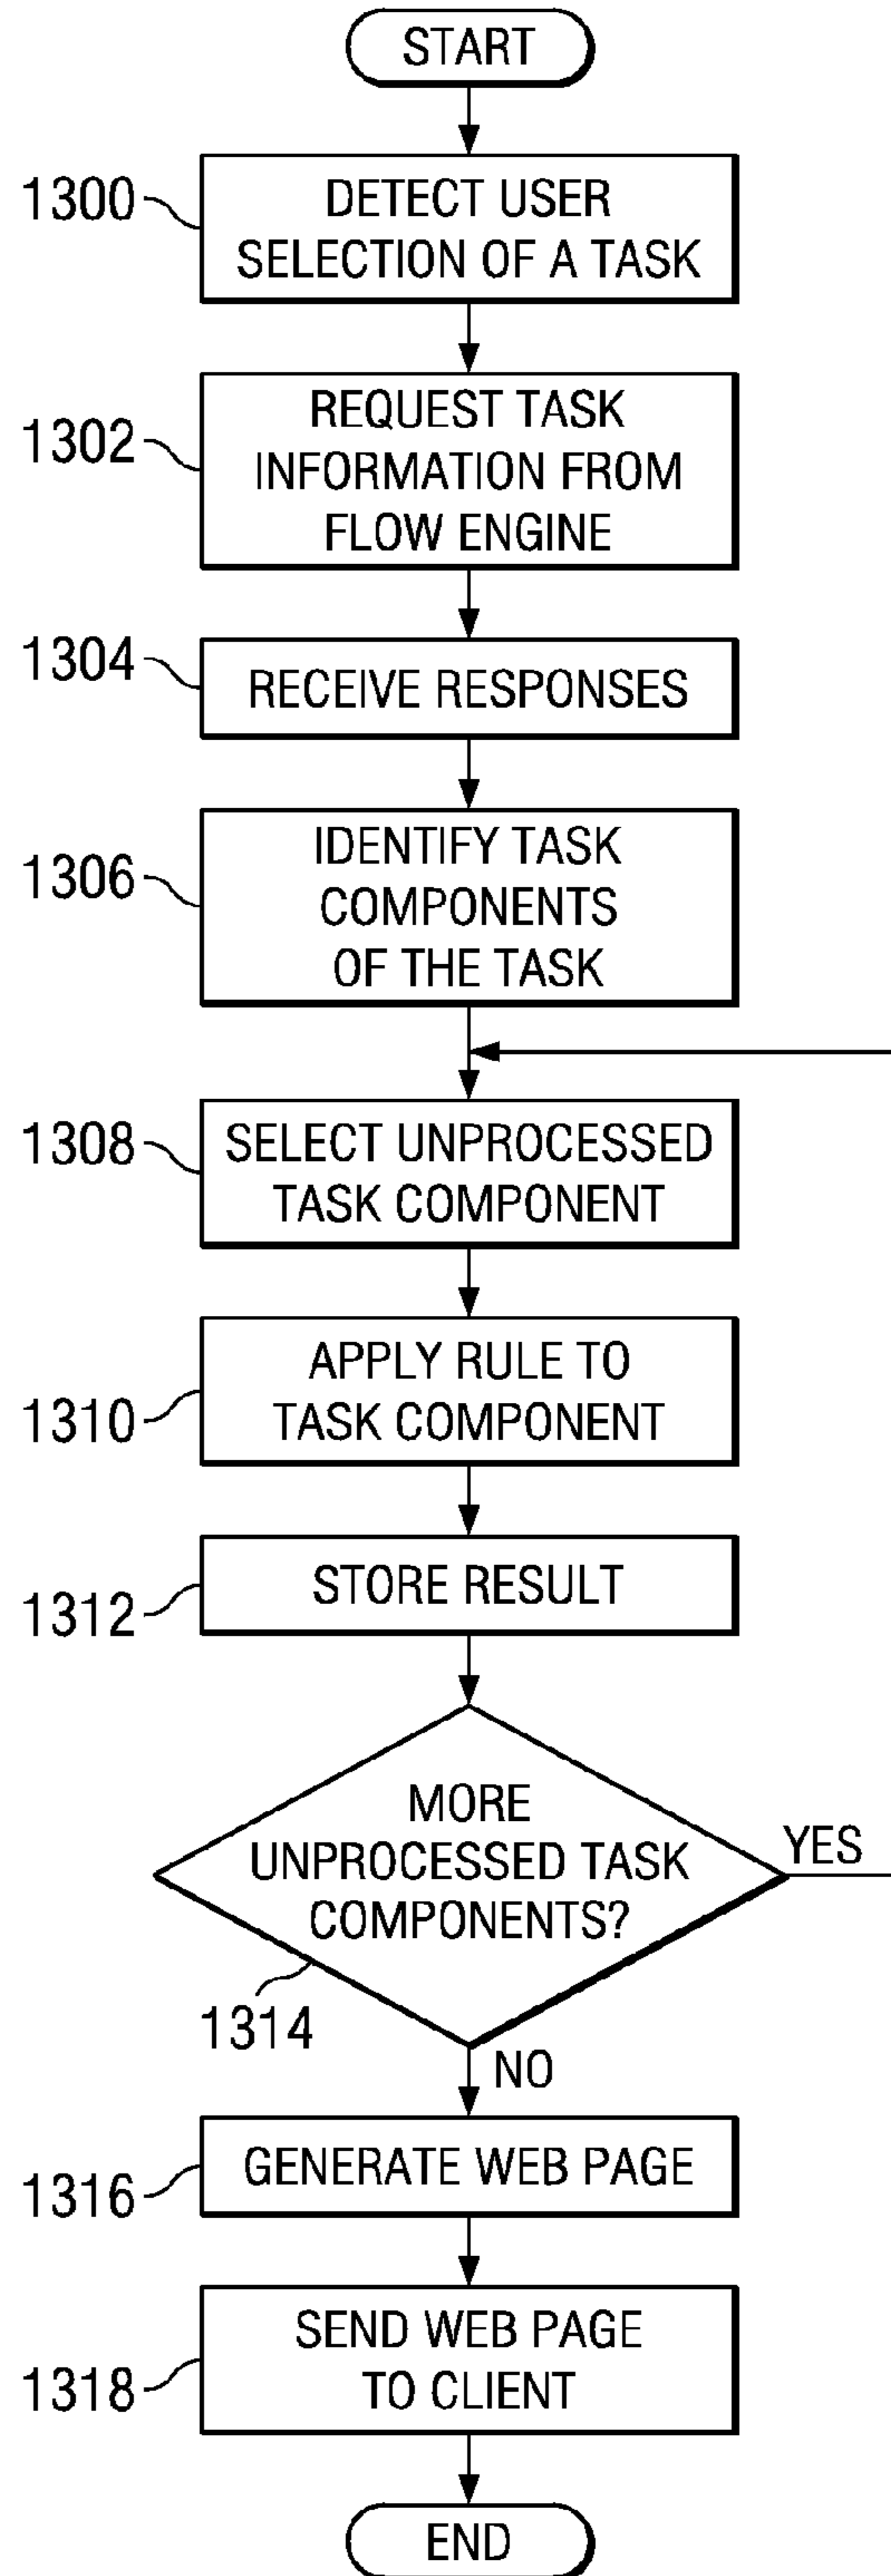 START
1300
DETECT USER
SELECTION OF A TASK
1302
REQUEST TASK
INFORMATION FROM
FLOW ENGINE
1304
RECEIVE RESPONSES
1306
IDENTIFY TASK
COMPONENTS
OF THE TASK
1308
SELECT UNPROCESSED
TASK COMPONENT
1310
APPLY RULE TO
TASK COMPONENT
1312
STORE RESULT
MORE
UNPROCESSED TASK
COMPONENTS?
YES
1314
NO
1316
GENERATE WEB PAGE
1318
SEND WEB PAGE
TO CLIENT
END